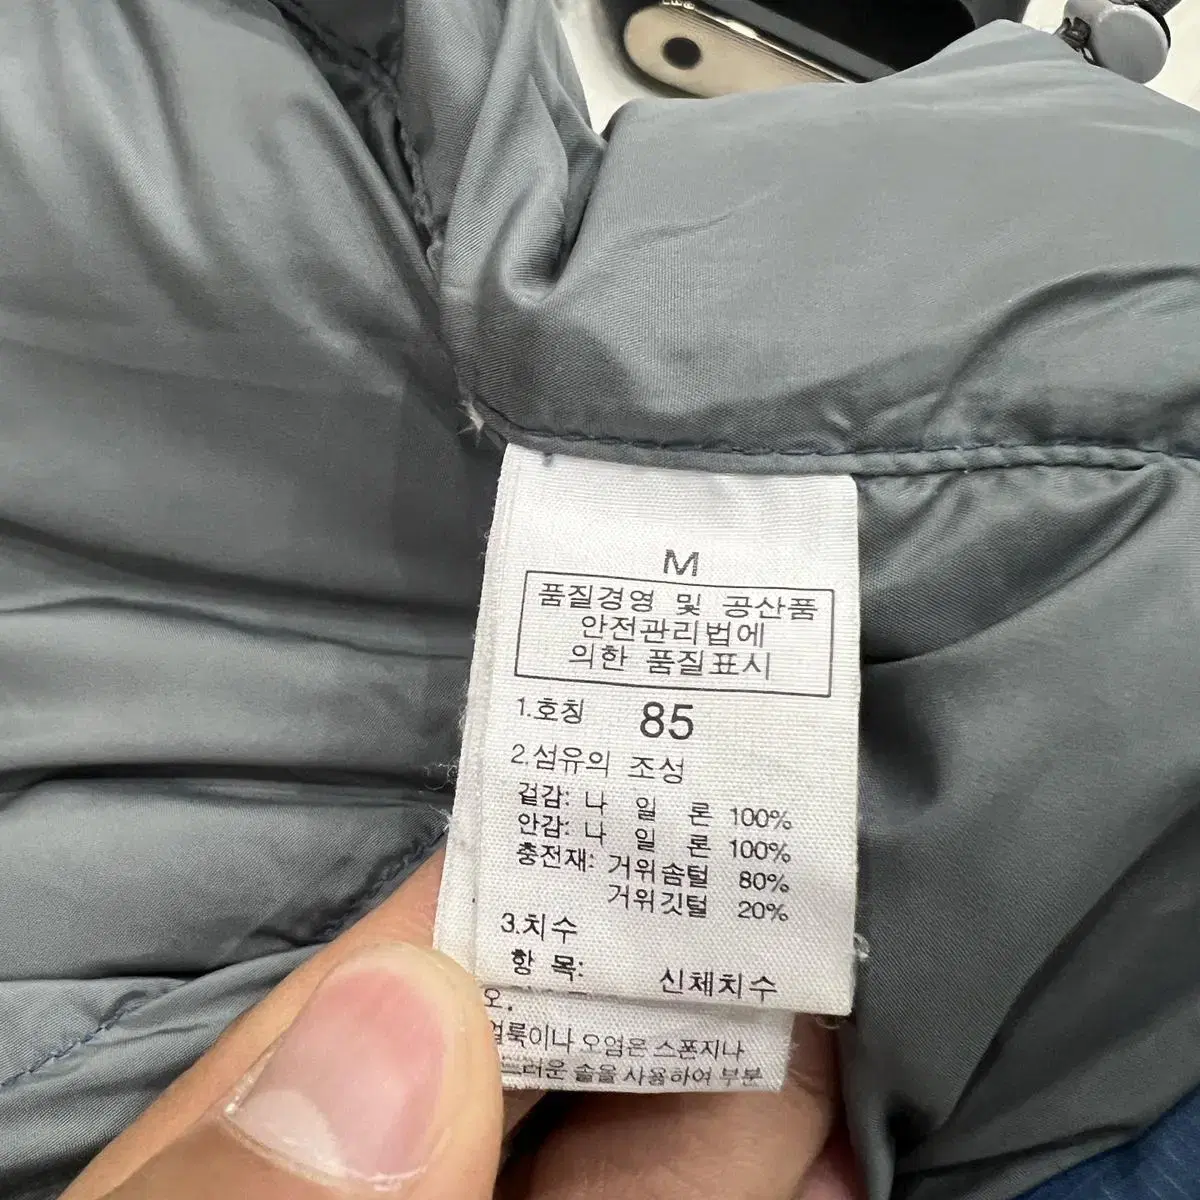 M
품질경영 및 공산품
안전관리법에
의한 품질표시
1.호칭 85
2.섬유의 조성
겉감: 나 일 론 100%
안감: 나 일 론 100%
충전재: 거위솜털 80%
거위깃털 20%
3.치수
항 목: 신체치수
오.
얼룩이나 오염은 스폰지나
솔을 사용하여 부분